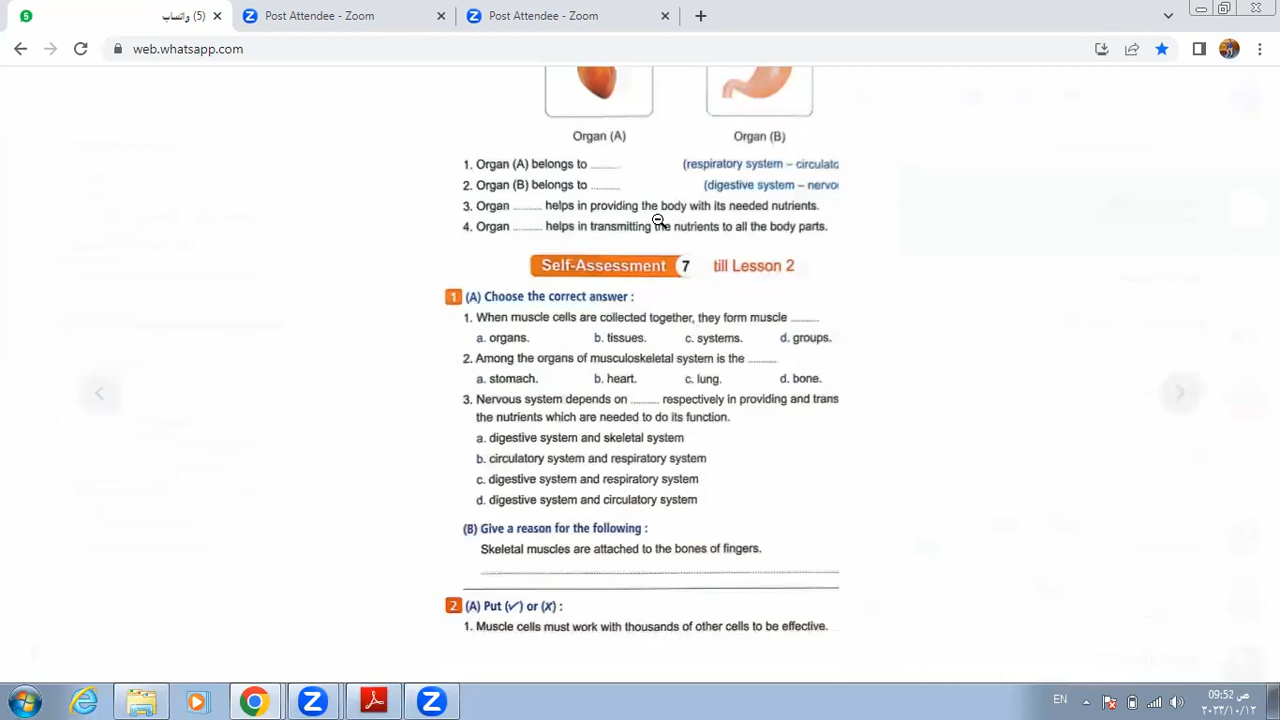 (5) واتساب
Post Attendee - Zoom
Post Attendee - Zoom
web.whatsapp.com
Organ (A)
Organ (B)
1. Organ (A) belongs to .......... (respiratory system – circulato
2. Organ (B) belongs to .......... (digestive system – nervo
3. Organ .......... helps in providing the body with its needed nutrients.
4. Organ .......... helps in transmitting the nutrients to all the body parts.
Self-Assessment 7 till Lesson 2
1 (A) Choose the correct answer :
1. When muscle cells are collected together, they form muscle ..........
a. organs. b. tissues. c. systems. d. groups.
2. Among the organs of musculoskeletal system is the ..........
a. stomach. b. heart. c. lung. d. bone.
3. Nervous system depends on .......... respectively in providing and trans
the nutrients which are needed to do its function.
a. digestive system and skeletal system
b. circulatory system and respiratory system
c. digestive system and respiratory system
d. digestive system and circulatory system
(B) Give a reason for the following :
Skeletal muscles are attached to the bones of fingers.
2 (A) Put (✓) or (x) :
1. Muscle cells must work with thousands of other cells to be effective.
EN
09:52 ص
٢٠٢٣/١٠/١٢